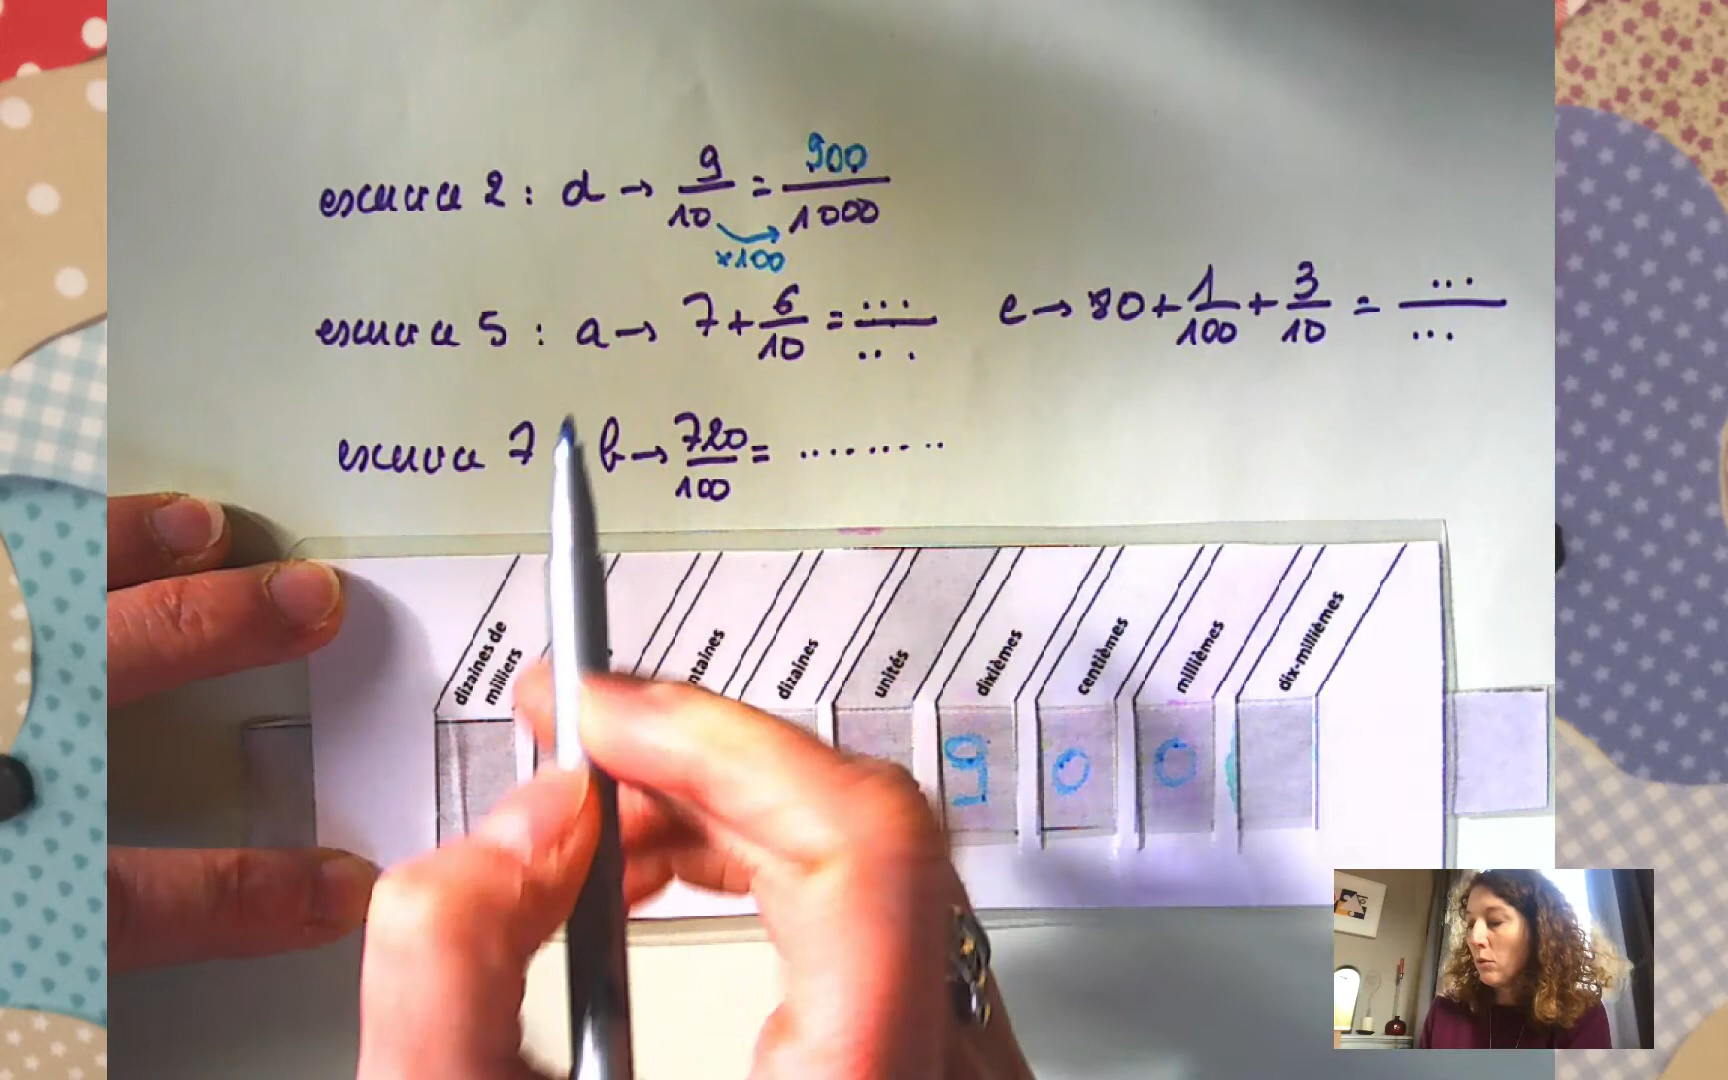 exercice 2 : d → 9/10 = 900/1000
×100
exercice 5 : a → 7 + 6/10 = .../...
e → 80 + 1/100 + 3/10 = .../...
exercice 7 b → 720/100 = .........
dizaines de milliers
ntaines
dizaines
unités
dixièmes
centièmes
millièmes
dix-millièmes
9 0 0